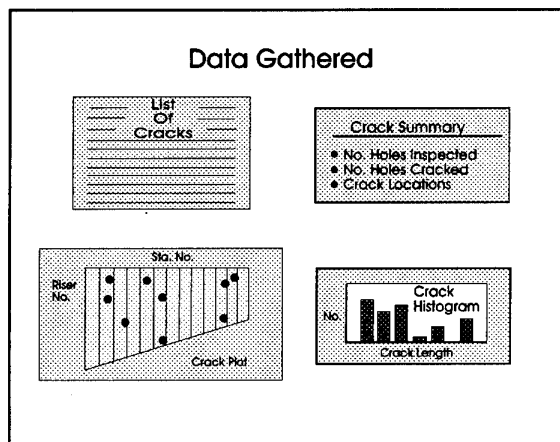 Data Gathered
List
Of
Cracks
Crack Summary
● No. Holes Inspected
● No. Holes Cracked
● Crack Locations
Sta. No.
Riser
No.
Crack Plot
Crack
Histogram
No.
Crack Length